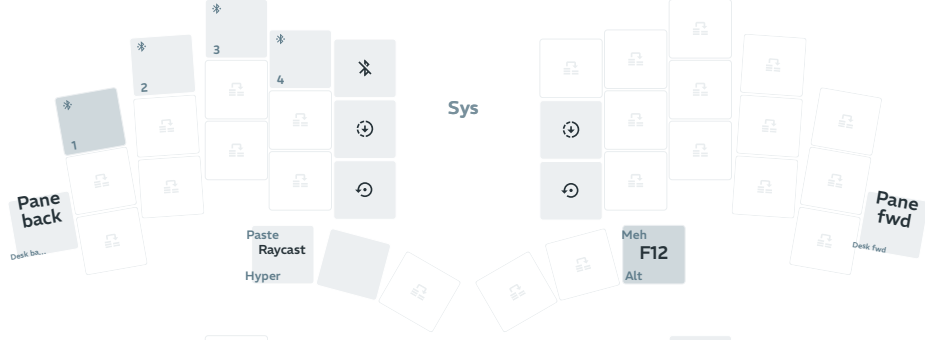 3
4
2
1
Sys
Pane
back
Desk ba...
Pane
fwd
Desk fwd
Paste
Raycast
Hyper
Meh
F12
Alt